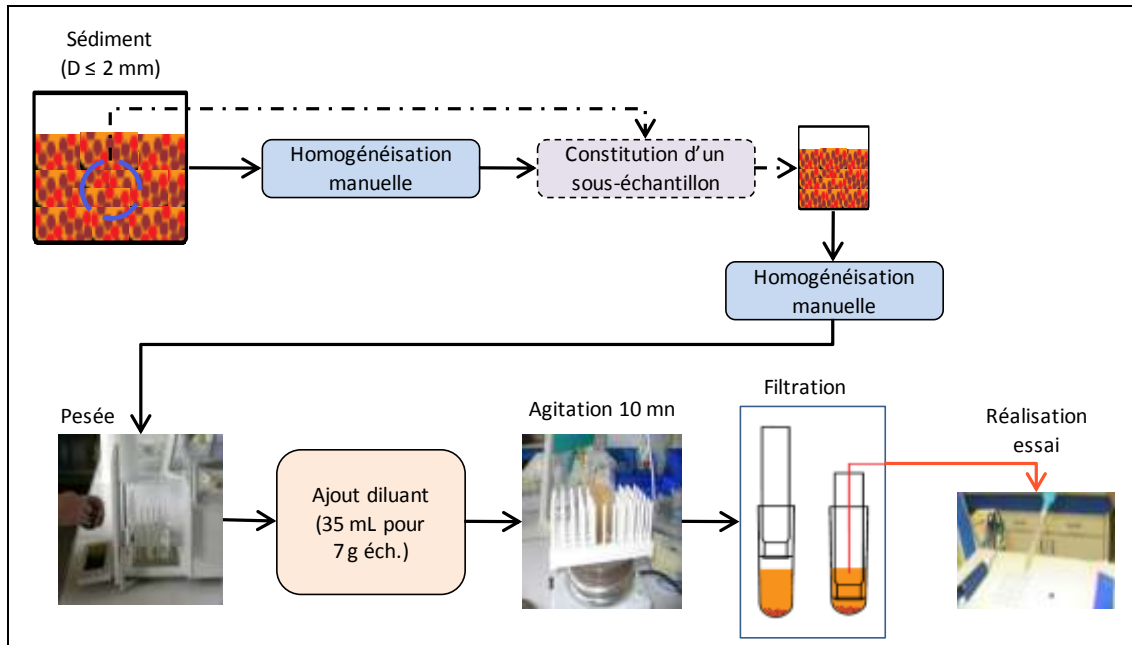 Sédiment
(D ≤ 2 mm)
Homogénéisation
manuelle
Constitution d'un
sous-échantillon
Homogénéisation
manuelle
Pesée
Ajout diluant
(35 mL pour
7 g éch.)
Agitation 10 mn
Filtration
Réalisation
essai